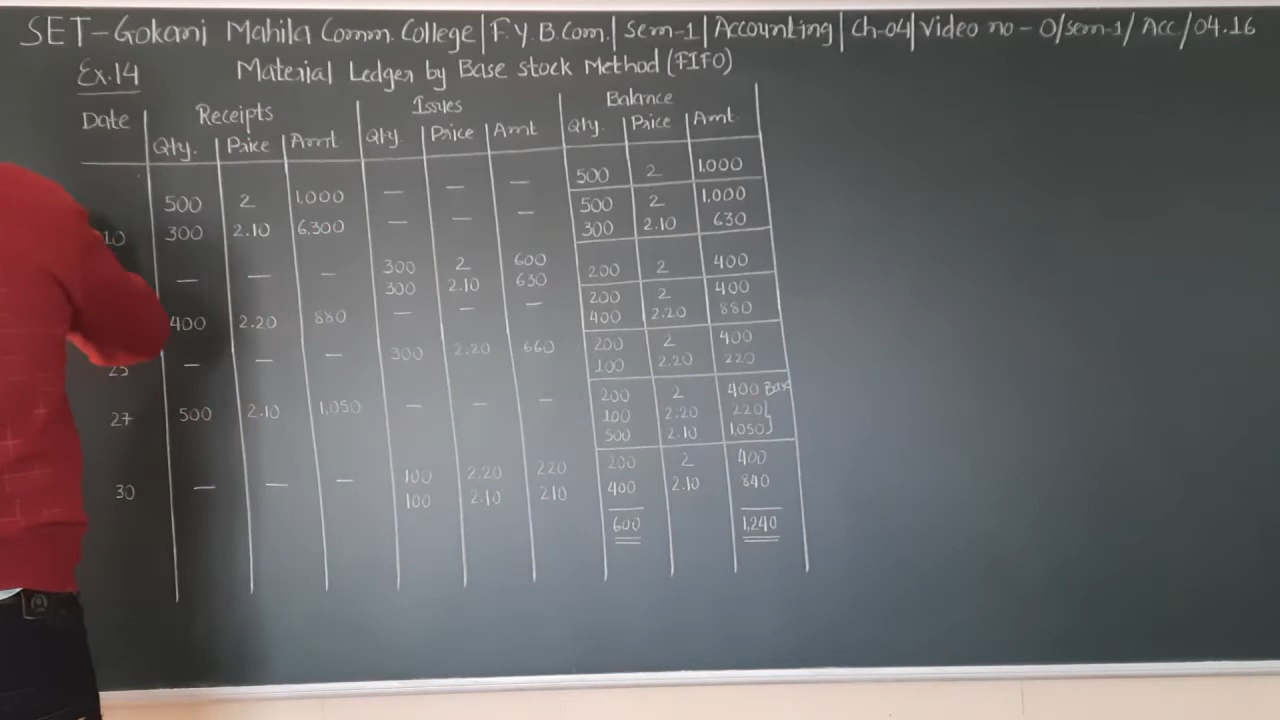 SET-Gokani Mahila Comm. College | F.Y.B.Com. | Sem-1 | Accounting | Ch-04 | Video no - 0/sem-1/ Acc/04.16
Ex.14 Material Ledger by Base stock Method (FIFO)
Date Receipts Issues Balance
Qty. Price Amt Qty. Price Amt Qty. Price Amt.
500 2 1,000 — — — 500 2 1,000
500 2 1,000
10 300 2.10 6,300 — — — 300 2.10 630
— — — 300 2 600 200 2 400
300 2.10 630
200 2 400
400 2.20 880 — — — 400 2.20 880
25 — — — 300 2.20 660 200 2 400
100 2.20 220
200 2 400 Base
27 500 2.10 1,050 — — — 100 2.20 220
500 2.10 1,050
30 — — — 100 2.20 220 200 2 400
100 2.10 210 400 2.10 840
600 1,240